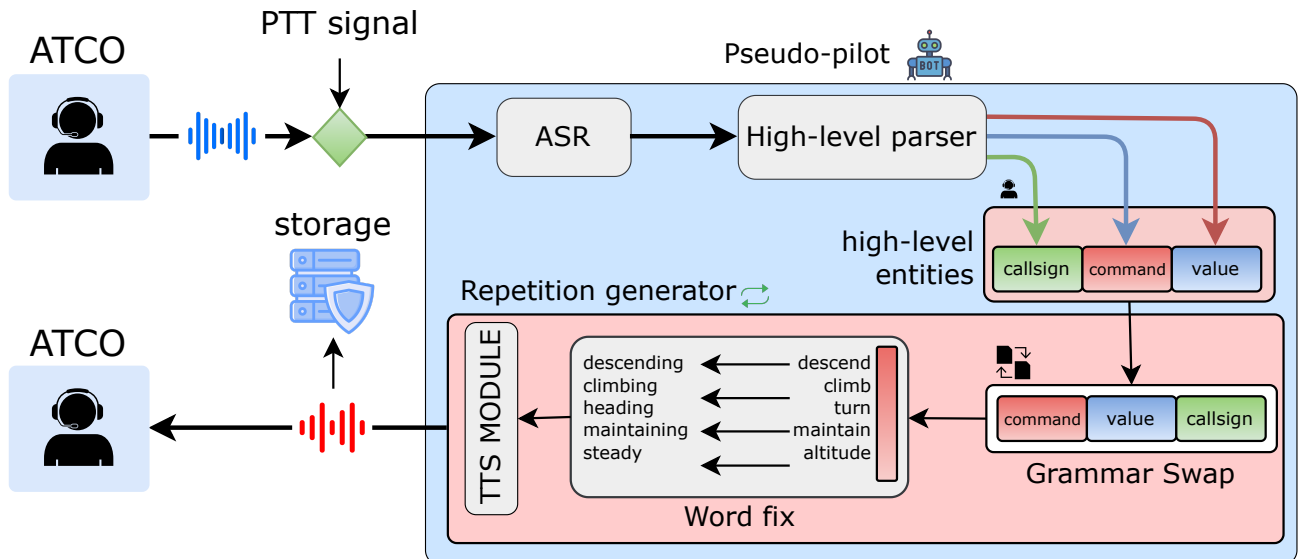 PTT signal
ATCO
Pseudo-pilot
BOT
ASR
High-level parser
storage
high-level
entities
callsign command value
Repetition generator
ATCO
TTS MODULE
descending descend
climbing climb
heading turn
maintaining maintain
steady altitude
command value callsign
Grammar Swap
Word fix